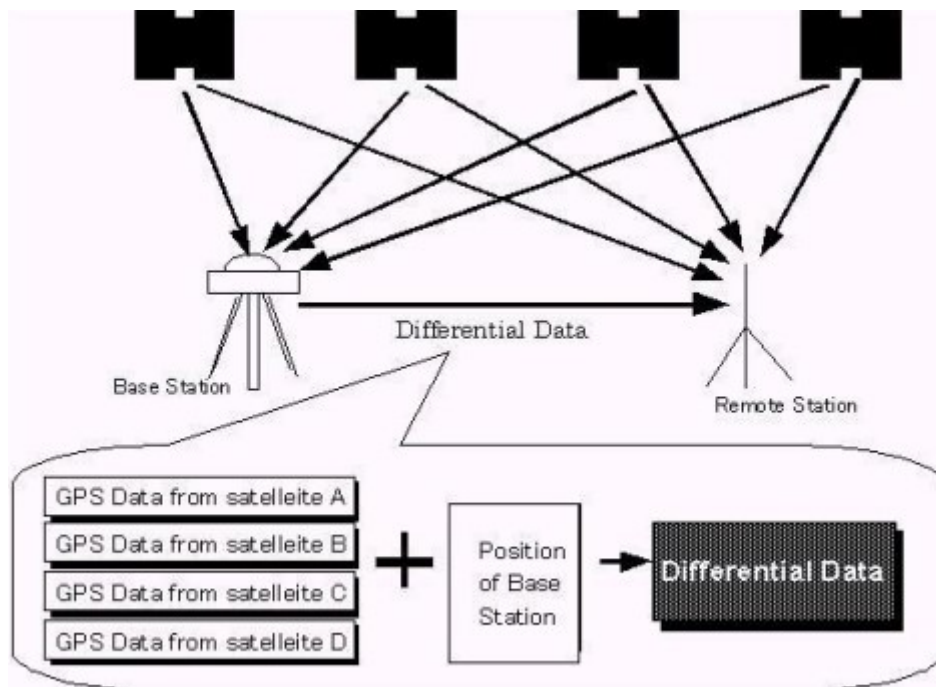 Differential Data
Base Station
Remote Station
GPS Data from satelleite A
GPS Data from satelleite B
GPS Data from satelleite C
GPS Data from satelleite D
+
Position
of Base
Station
Differential Data